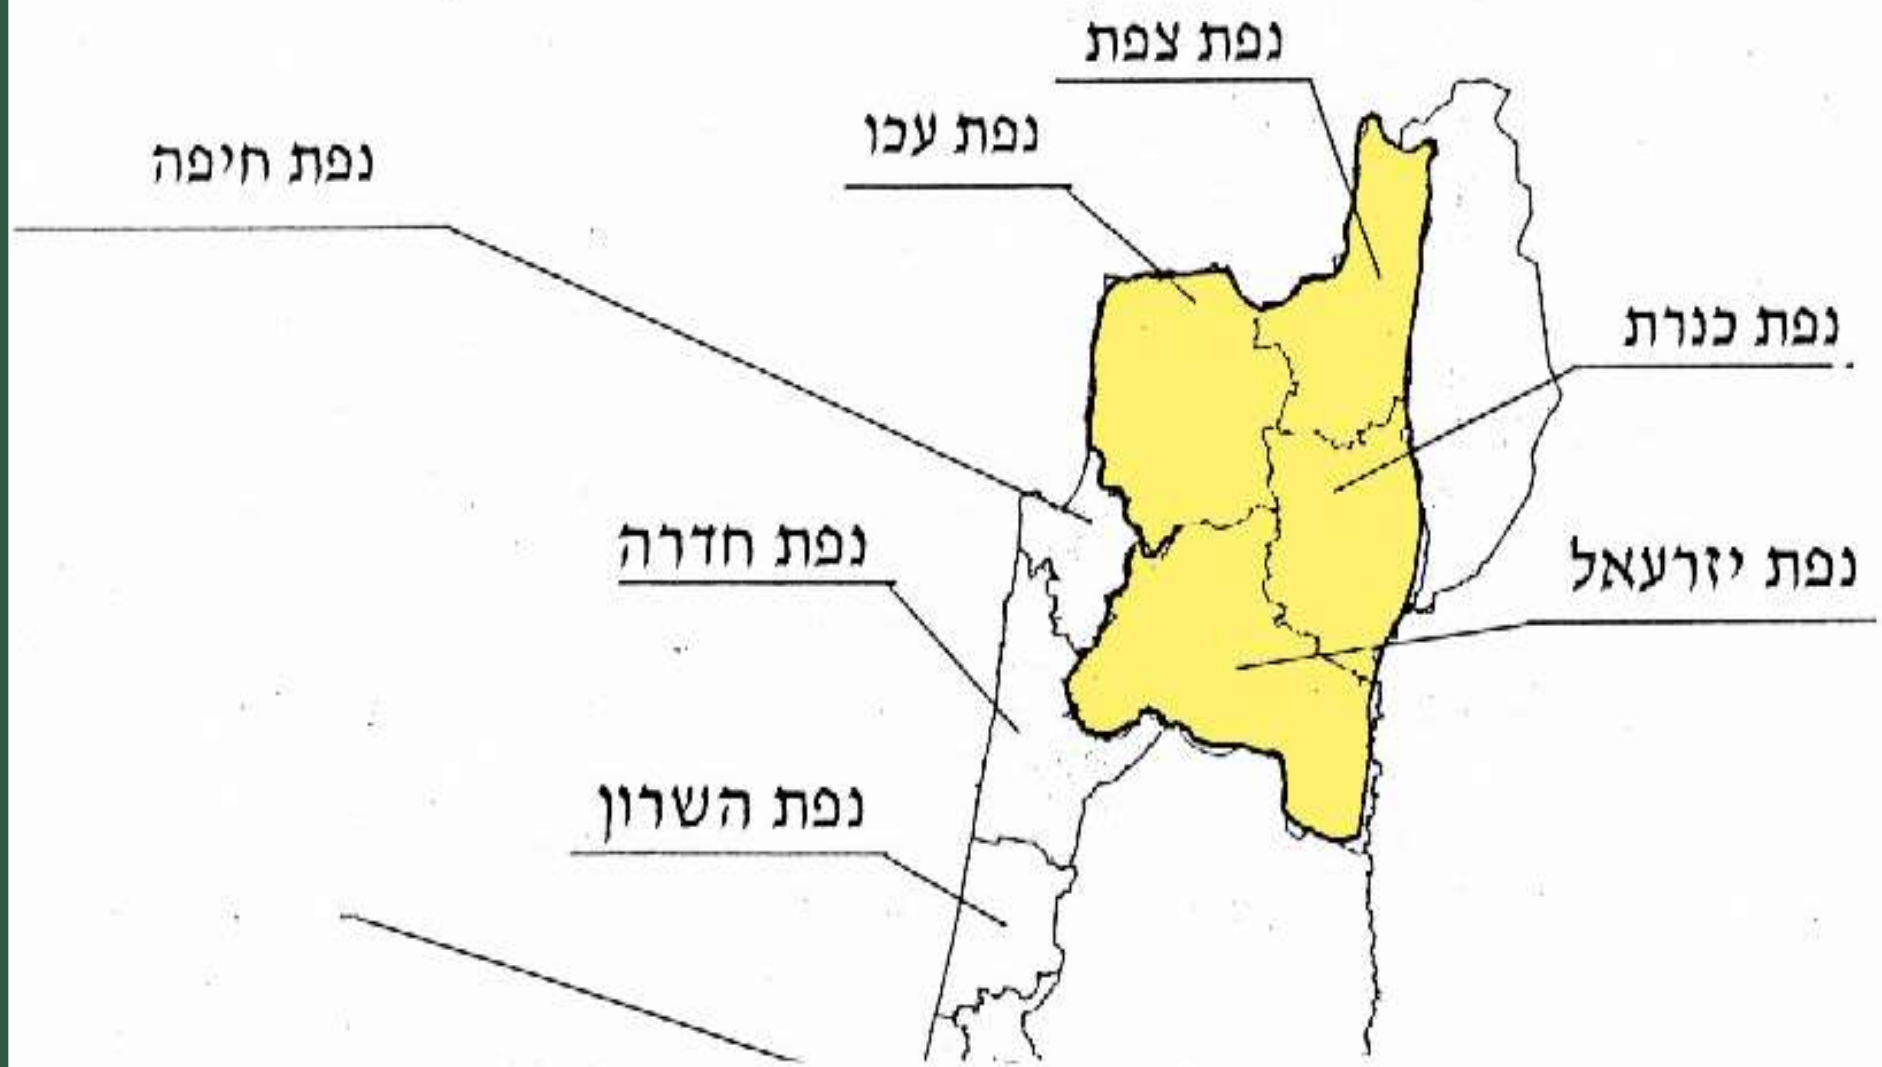 נפת צפת
נפת עכו
נפת חיפה
נפת כנרת
נפת חדרה
נפת יזרעאל
נפת השרון